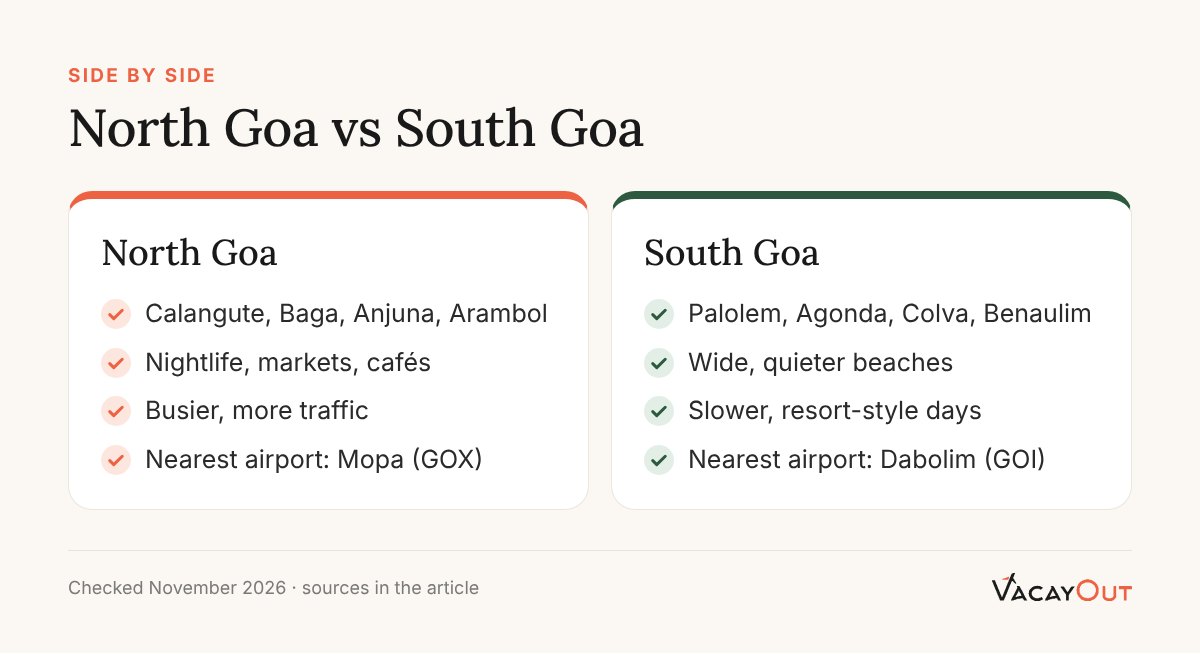 SIDE BY SIDE
North Goa vs South Goa
North Goa
Calangute, Baga, Anjuna, Arambol
Nightlife, markets, cafés
Busier, more traffic
Nearest airport: Mopa (GOX)
South Goa
Palolem, Agonda, Colva, Benaulim
Wide, quieter beaches
Slower, resort-style days
Nearest airport: Dabolim (GOI)
Checked November 2026 · sources in the article
VACAYOUT